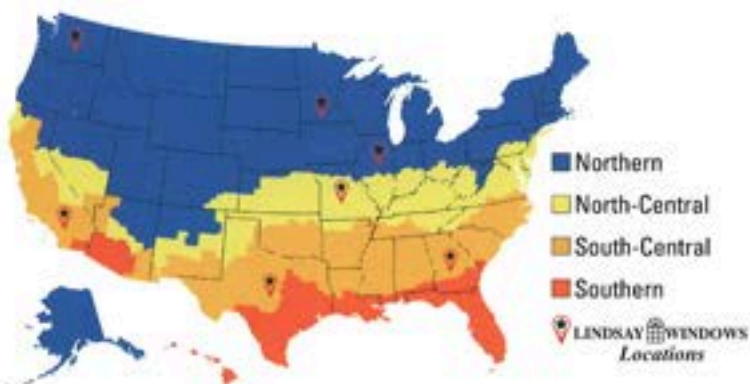 Northern
North-Central
South-Central
Southern
LINDSAY WINDOWS
Locations